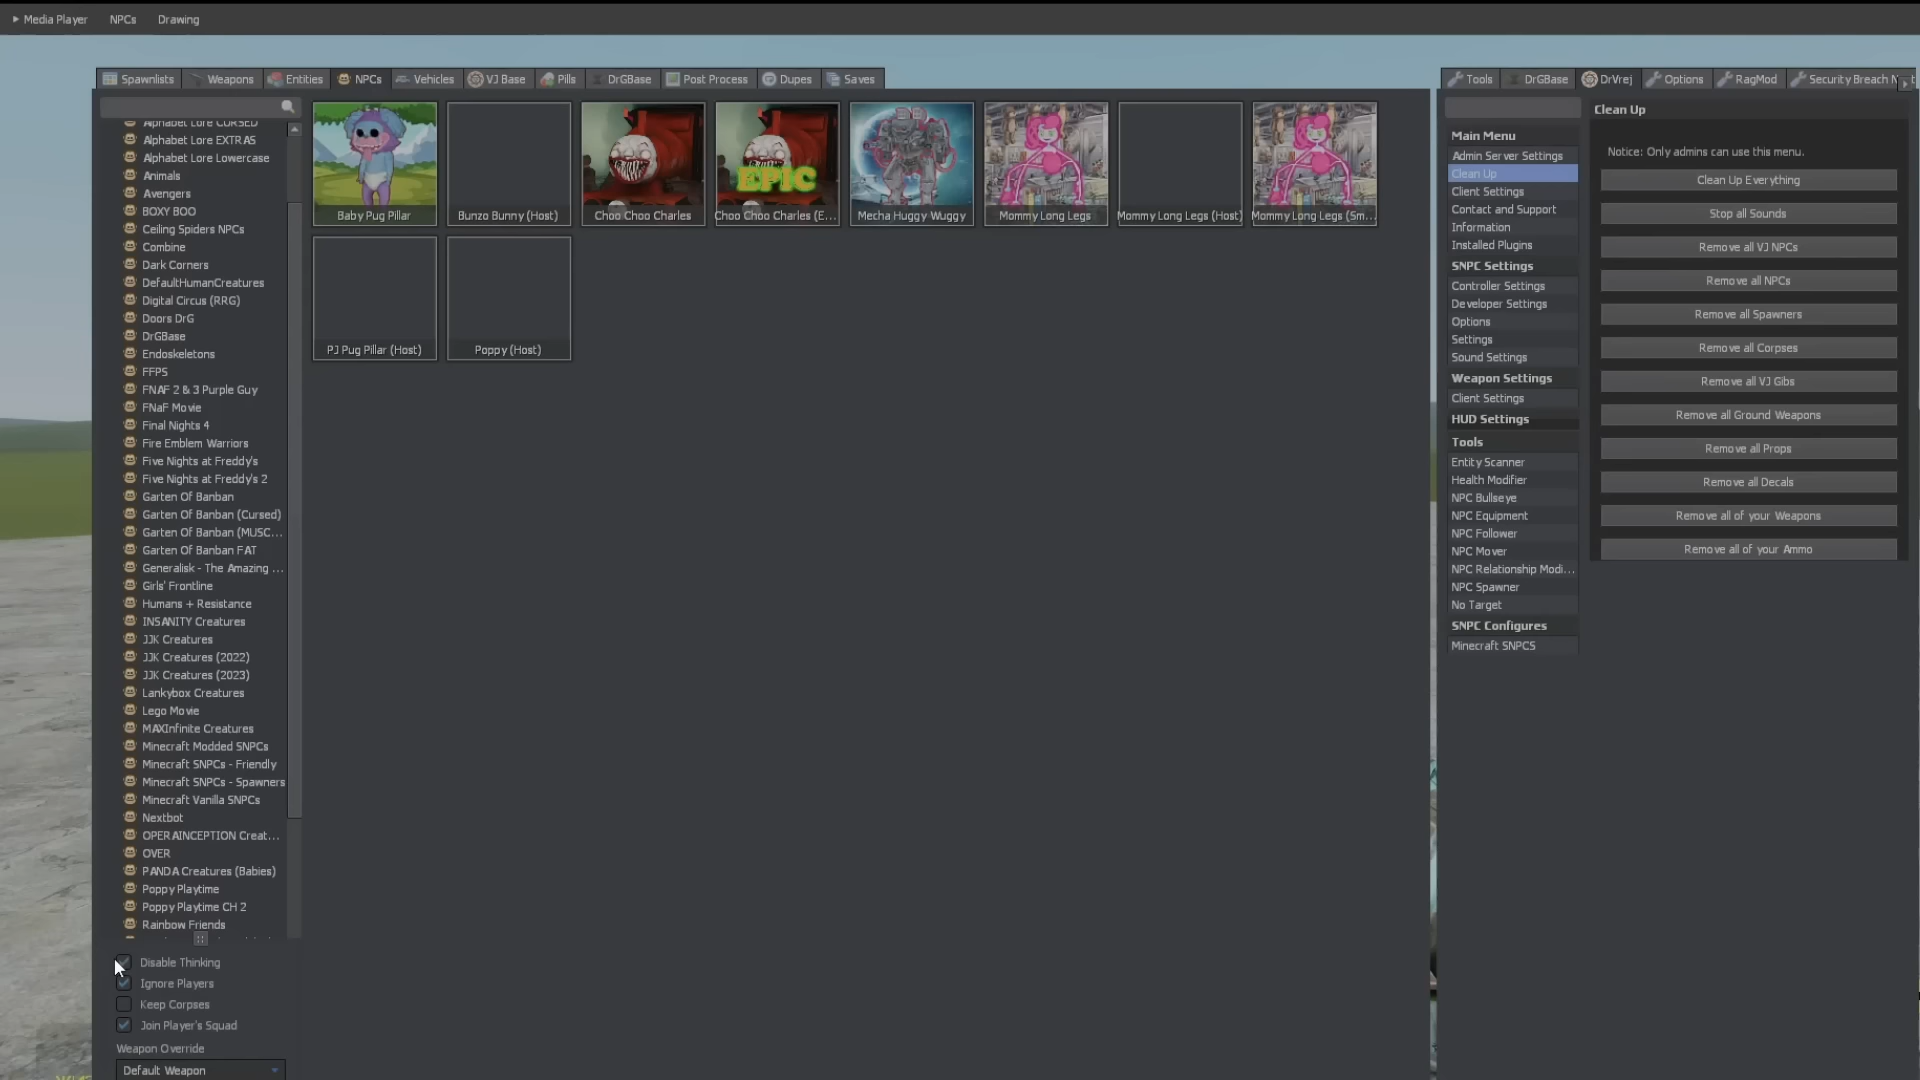 Media Player NPCs Drawing
Spawnlists Weapons Entities NPCs Vehicles VJ Base Pills DrGBase Post Process Dupes Saves
Alphabet Lore CURSED
Alphabet Lore EXTRAS
Alphabet Lore Lowercase
Animals
Avengers
BOXY BOO
Ceiling Spiders NPCs
Combine
Dark Corners
DefaultHumanCreatures
Digital Circus (RRG)
Doors DrG
DrGBase
Endoskeletons
FFPS
FNAF 2 & 3 Purple Guy
FNaF Movie
Final Nights 4
Fire Emblem Warriors
Five Nights at Freddy's
Five Nights at Freddy's 2
Garten Of Banban
Garten Of Banban (Cursed)
Garten Of Banban (MUSC...
Garten Of Banban FAT
Generalisk - The Amazing ...
Girls' Frontline
Humans + Resistance
INSANITY Creatures
JJK Creatures
JJK Creatures (2022)
JJK Creatures (2023)
Lankybox Creatures
Lego Movie
MAXInfinite Creatures
Minecraft Modded SNPCs
Minecraft SNPCs - Friendly
Minecraft SNPCs - Spawners
Minecraft Vanilla SNPCs
Nextbot
OPERAINCEPTION Creat...
OVER
PANDA Creatures (Babies)
Poppy Playtime
Poppy Playtime CH 2
Rainbow Friends
Disable Thinking
Ignore Players
Keep Corpses
Join Player's Squad
Weapon Override
Default Weapon
EPIC
Baby Pug Pillar Bunzo Bunny (Host) Choo Choo Charles Choo Choo Charles (E... Mecha Huggy Wuggy Mommy Long Legs Mommy Long Legs (Host) Mommy Long Legs (Sm...
PJ Pug Pillar (Host) Poppy (Host)
Tools DrGBase DrVrej Options RagMod Security Breach N
Main Menu
Admin Server Settings
Clean Up
Client Settings
Contact and Support
Information
Installed Plugins
SNPC Settings
Controller Settings
Developer Settings
Options
Settings
Sound Settings
Weapon Settings
Client Settings
HUD Settings
Tools
Entity Scanner
Health Modifier
NPC Bullseye
NPC Equipment
NPC Follower
NPC Mover
NPC Relationship Modi...
NPC Spawner
No Target
SNPC Configures
Minecraft SNPCS
Clean Up
Notice: Only admins can use this menu.
Clean Up Everything
Stop all Sounds
Remove all VJ NPCs
Remove all NPCs
Remove all Spawners
Remove all Corpses
Remove all VJ Gibs
Remove all Ground Weapons
Remove all Props
Remove all Decals
Remove all of your Weapons
Remove all of your Ammo